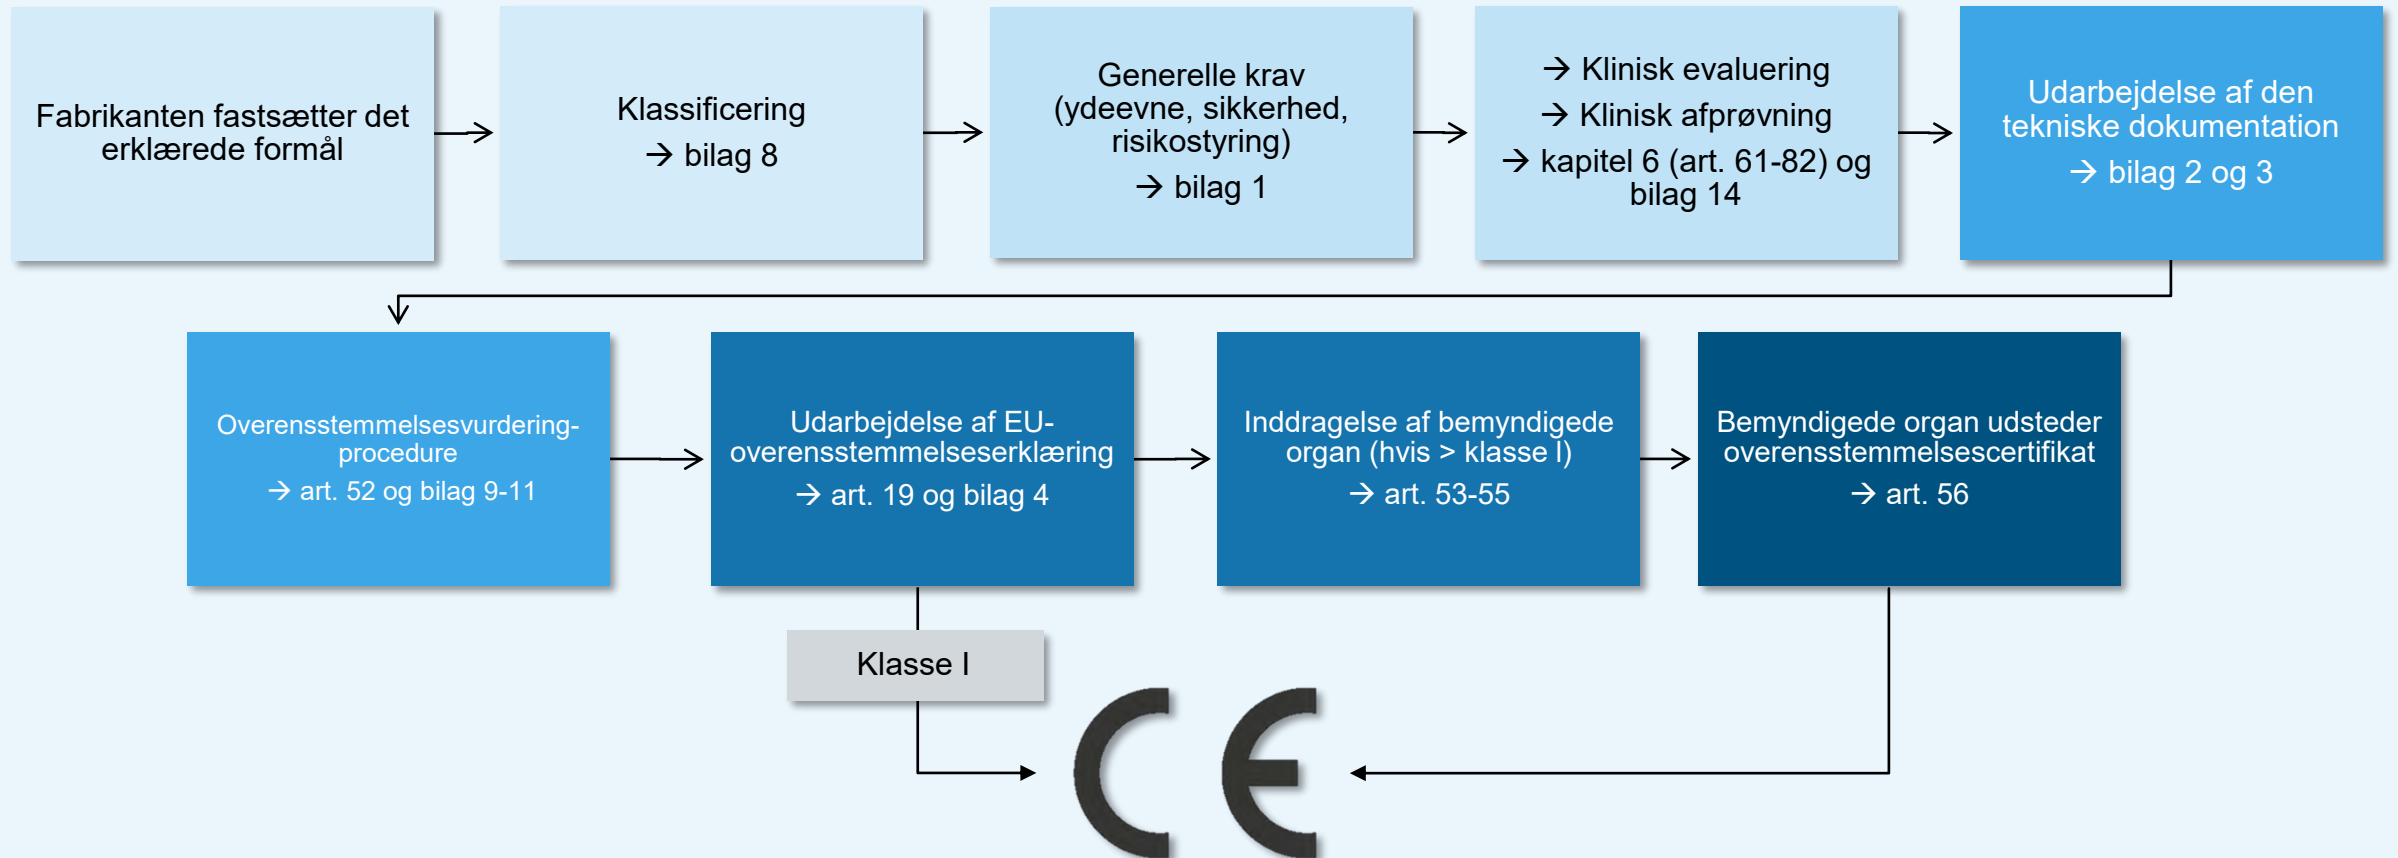 Fabrikanten fastsætter det
erklærede formål
Klassificering
→ bilag 8
Generelle krav
(ydeevne, sikkerhed,
risikostyring)
→ bilag 1
→ Klinisk evaluering
→ Klinisk afprøvning
→ kapitel 6 (art. 61-82) og
bilag 14
Udarbejdelse af den
tekniske dokumentation
→ bilag 2 og 3
Overensstemmelsesvurdering-
procedure
→ art. 52 og bilag 9-11
Udarbejdelse af EU-
overensstemmelseserklæring
→ art. 19 og bilag 4
Inddragelse af bemyndigede
organ (hvis > klasse I)
→ art. 53-55
Bemyndigede organ udsteder
overensstemmelsescertifikat
→ art. 56
Klasse I
CE